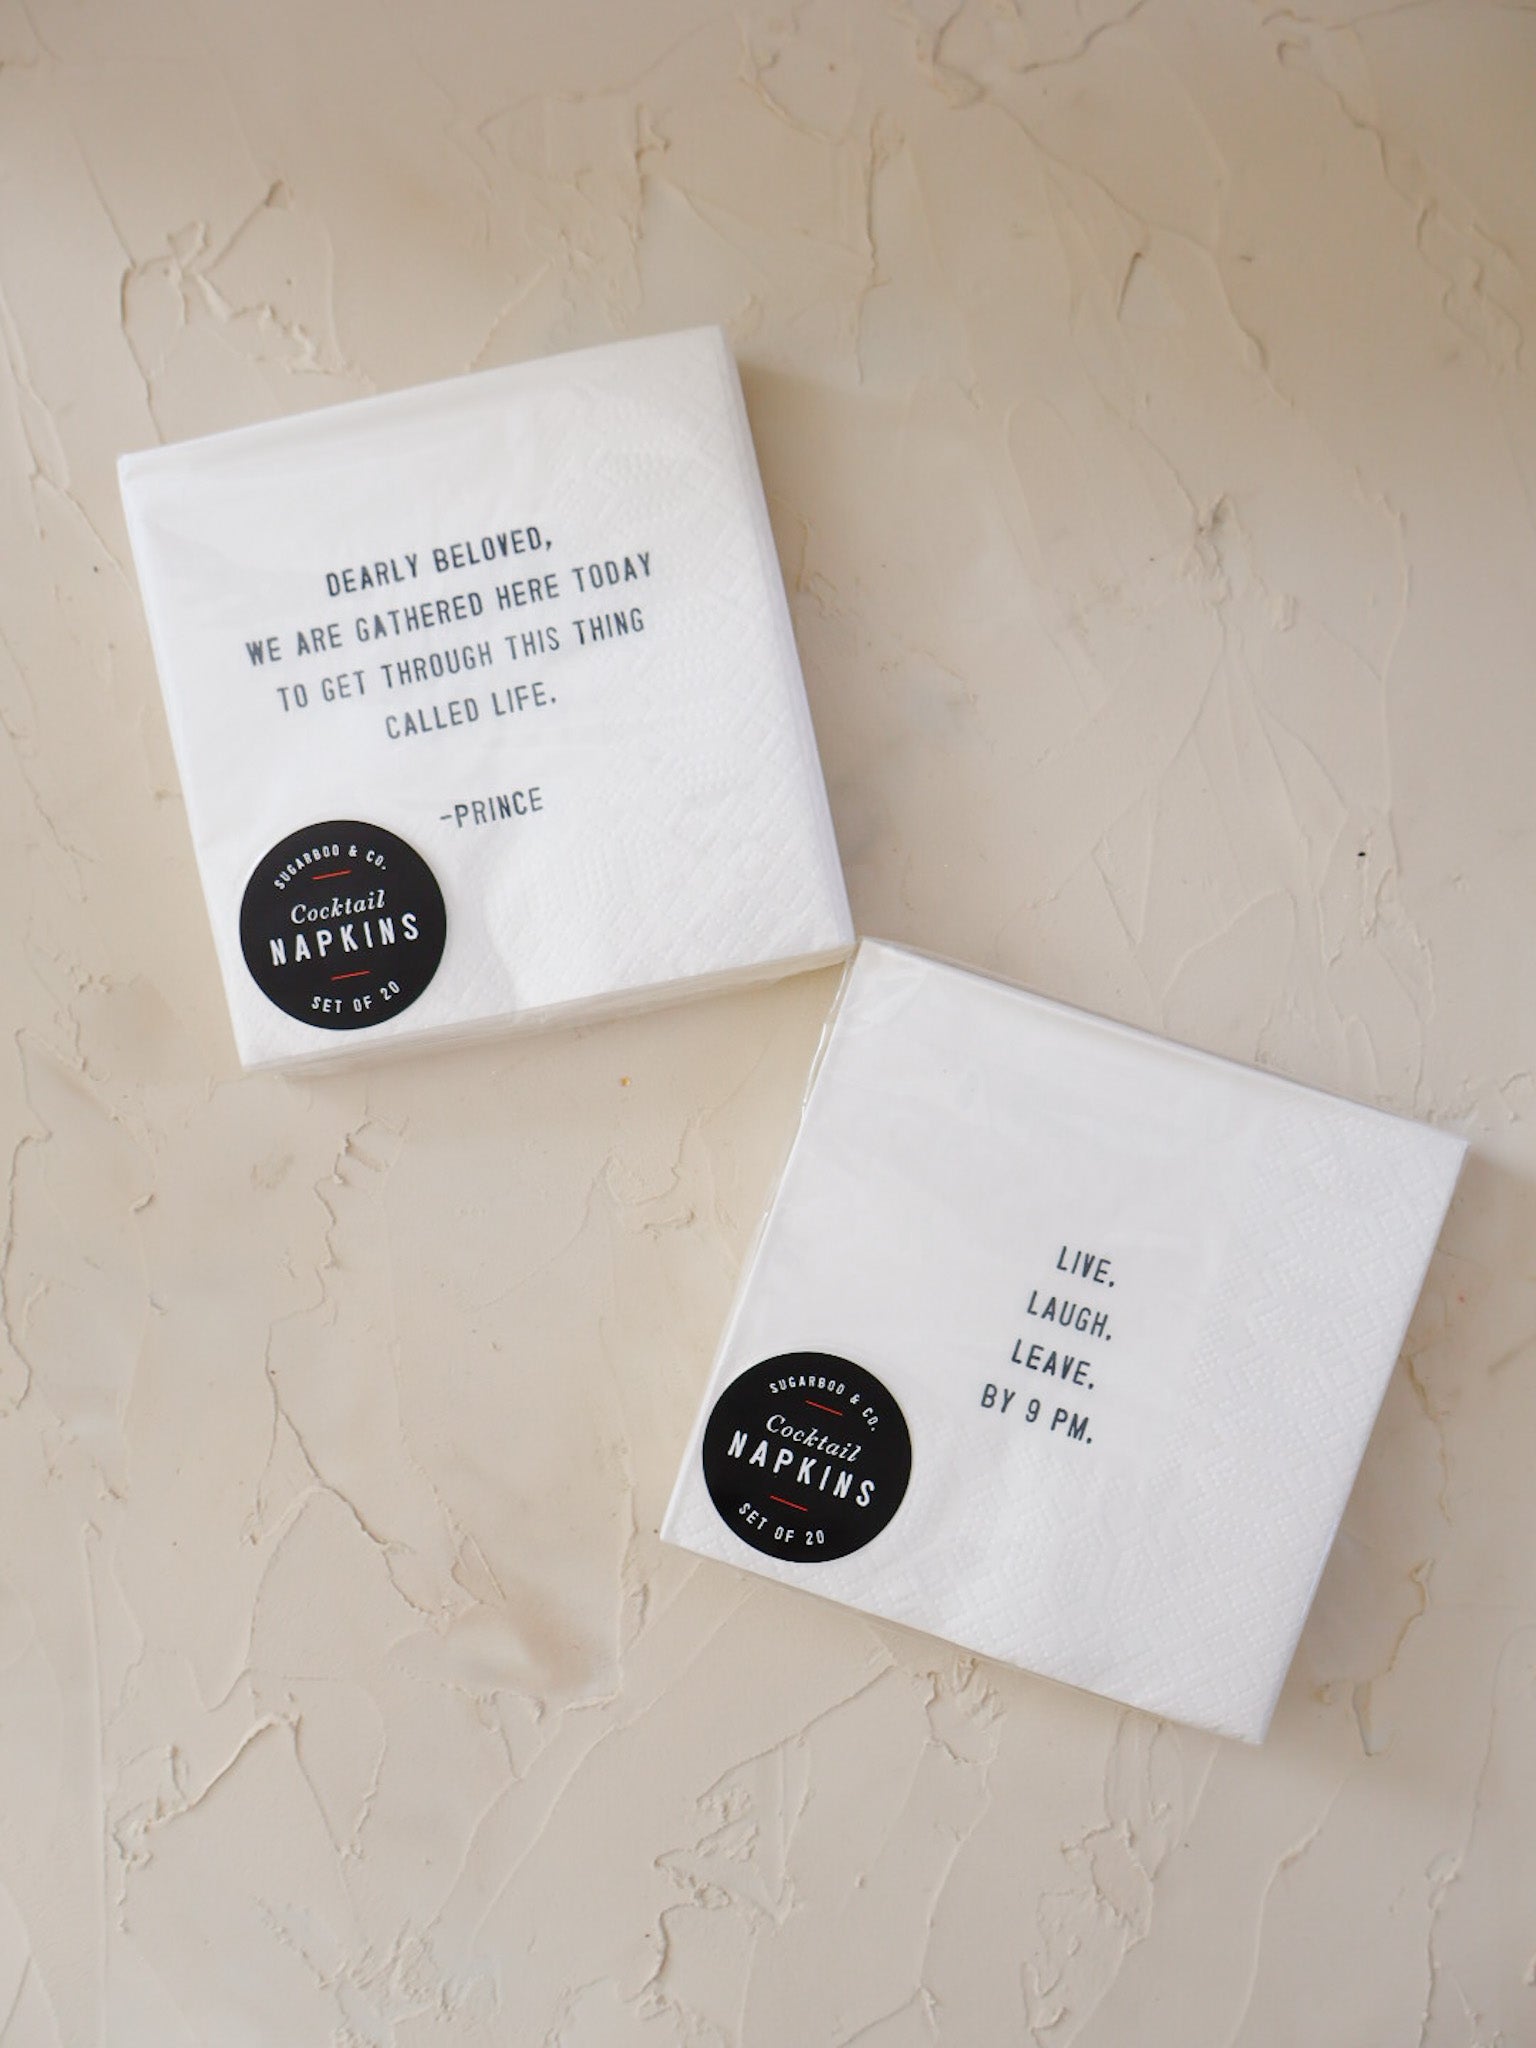 DEARLY BELOVED,
WE ARE GATHERED HERE TODAY
TO GET THROUGH THIS THING
CALLED LIFE.
-PRINCE
SUGARBOO & CO.
Cocktail
NAPKINS
SET OF 20
LIVE.
LAUGH.
LEAVE.
BY 9 PM.
SUGARBOO & CO.
Cocktail
NAPKINS
SET OF 20